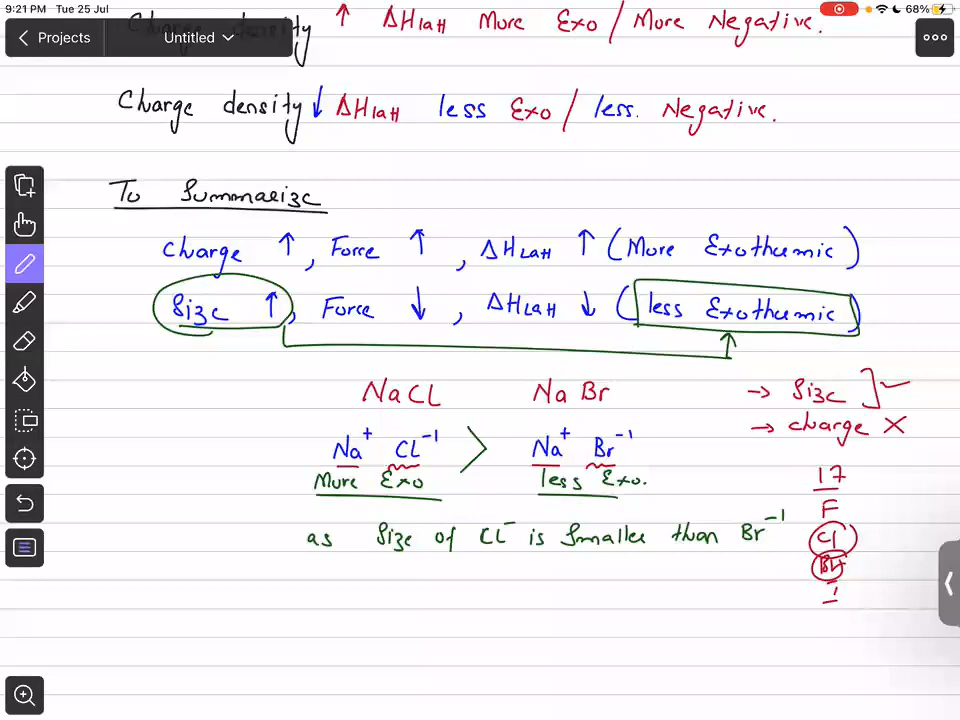 9:21 PM Tue 25 Jul
68%
Projects
Untitled
Charge density ↑ ΔHlatt More Exo / More Negative.
Charge density ↓ ΔHlatt less Exo / less. Negative.
To Summarize
Charge ↑, Force ↑, ΔHLatt ↑ (More Exothermic)
Size ↑, Force ↓, ΔHLatt ↓ (less Exothermic)
NaCL NaBr → Size ✓
→ charge X
Na+ CL-1 > Na+ Br-1
More Exo less Exo.
17
F
as Size of CL- is Smaller than Br-1
Cl
Br
I